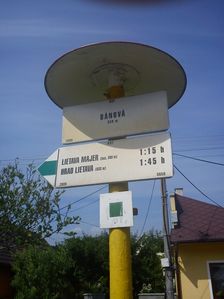 BÁNOVÁ
LIETAVA MAJER 1:15 h
HRAD LIETAVA 1:45 h